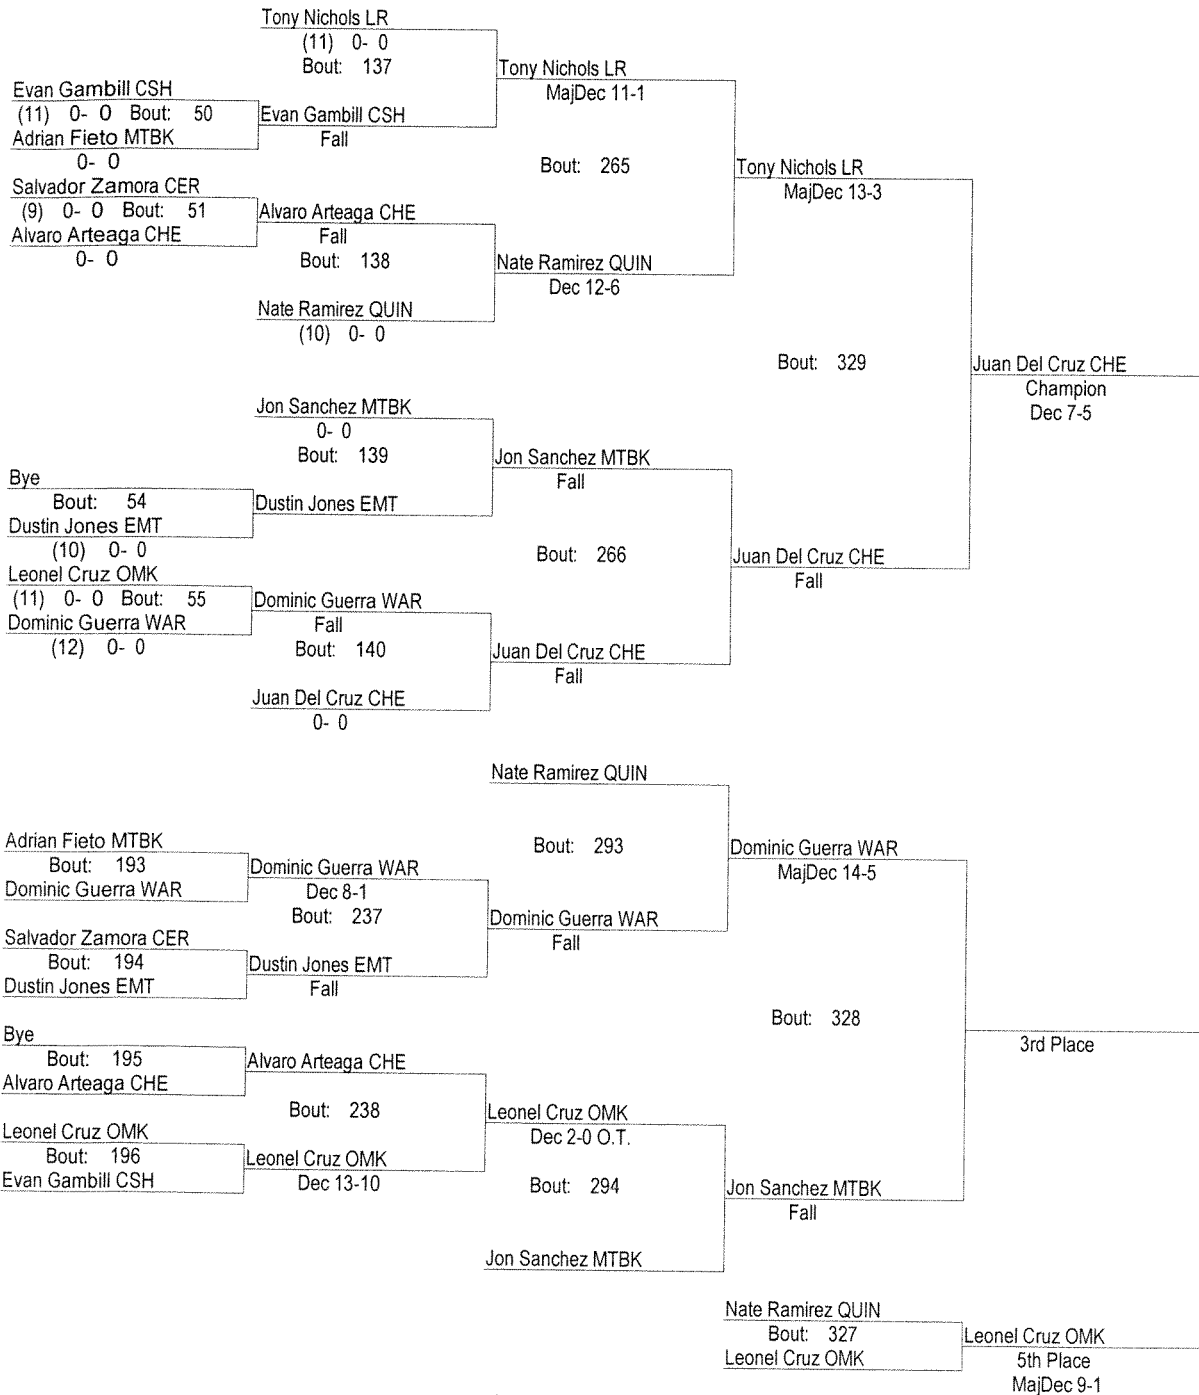 Tony Nichols LR
(11) 0- 0
Bout: 137
Tony Nichols LR
MajDec 11-1
Evan Gambill CSH
(11) 0- 0 Bout: 50
Evan Gambill CSH
Adrian Fieto MTBK
Fall
0- 0
Bout: 265
Tony Nichols LR
MajDec 13-3
Salvador Zamora CER
(9) 0- 0 Bout: 51
Alvaro Arteaga CHE
Alvaro Arteaga CHE
Fall
0- 0
Bout: 138
Nate Ramirez QUIN
Dec 12-6
Nate Ramirez QUIN
(10) 0- 0
Bout: 329
Juan Del Cruz CHE
Champion
Dec 7-5
Jon Sanchez MTBK
0- 0
Bout: 139
Jon Sanchez MTBK
Fall
Bye
Bout: 54
Dustin Jones EMT
Dustin Jones EMT
(10) 0- 0
Bout: 266
Juan Del Cruz CHE
Fall
Leonel Cruz OMK
(11) 0- 0 Bout: 55
Dominic Guerra WAR
Dominic Guerra WAR
Fall
(12) 0- 0
Bout: 140
Juan Del Cruz CHE
Fall
Juan Del Cruz CHE
0- 0
Nate Ramirez QUIN
Adrian Fieto MTBK
Bout: 293
Dominic Guerra WAR
MajDec 14-5
Bout: 193
Dominic Guerra WAR
Dominic Guerra WAR
Dec 8-1
Bout: 237
Dominic Guerra WAR
Fall
Salvador Zamora CER
Bout: 194
Dustin Jones EMT
Dustin Jones EMT
Fall
Bout: 328
3rd Place
Bye
Bout: 195
Alvaro Arteaga CHE
Alvaro Arteaga CHE
Bout: 238
Leonel Cruz OMK
Dec 2-0 O.T.
Leonel Cruz OMK
Bout: 196
Leonel Cruz OMK
Evan Gambill CSH
Dec 13-10
Bout: 294
Jon Sanchez MTBK
Fall
Jon Sanchez MTBK
Nate Ramirez QUIN
Bout: 327
Leonel Cruz OMK
Leonel Cruz OMK
5th Place
MajDec 9-1